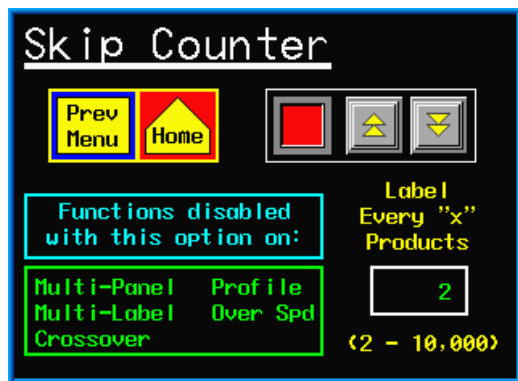 Skip Counter
Prev
Menu
Home
Functions disabled
with this option on:
Multi-Panel Profile
Multi-Label Over Spd
Crossover
Label
Every "x"
Products
2
(2 - 10,000)